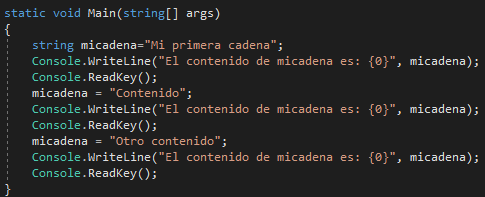 static void Main(string[] args)
{
string micadena="Mi primera cadena";
Console.WriteLine("El contenido de micadena es: {0}", micadena);
Console.ReadKey();
micadena = "Contenido";
Console.WriteLine("El contenido de micadena es: {0}", micadena);
Console.ReadKey();
micadena = "Otro contenido";
Console.WriteLine("El contenido de micadena es: {0}", micadena);
Console.ReadKey();
}